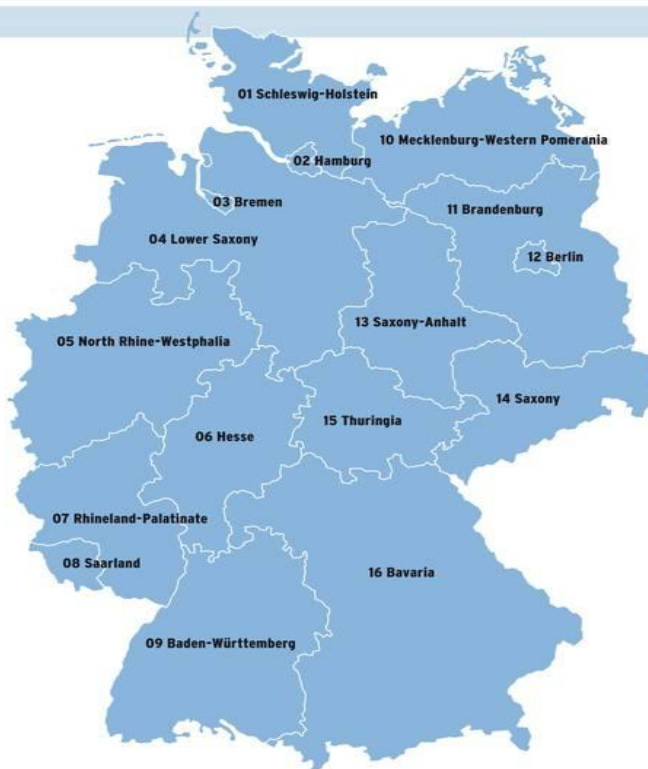 01 Schleswig-Holstein
10 Mecklenburg-Western Pomerania
02 Hamburg
03 Bremen
11 Brandenburg
04 Lower Saxony
12 Berlin
13 Saxony-Anhalt
05 North Rhine-Westphalia
14 Saxony
15 Thuringia
06 Hesse
07 Rhineland-Palatinate
08 Saarland
16 Bavaria
09 Baden-Württemberg